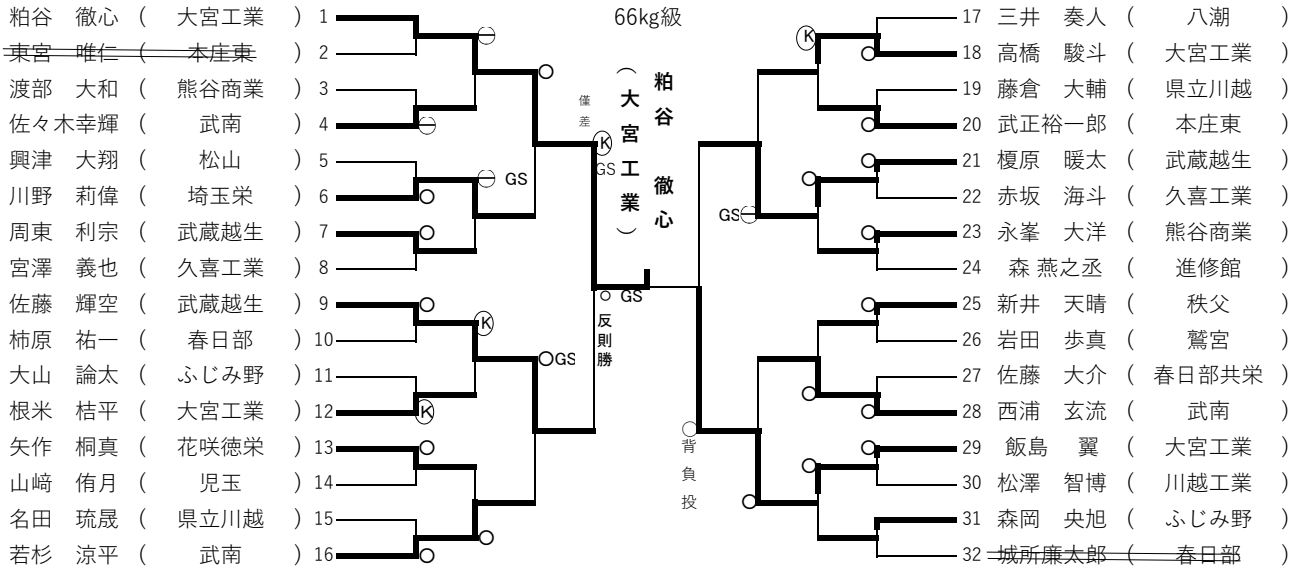 66kg級
粕谷 徹心 ( 大宮工業 ) 1
東宮 唯仁 ( 本庄東 ) 2
渡部 大和 ( 熊谷商業 ) 3
佐々木幸輝 ( 武南 ) 4
興津 大翔 ( 松山 ) 5
川野 莉偉 ( 埼玉栄 ) 6
周東 利宗 ( 武蔵越生 ) 7
宮澤 義也 ( 久喜工業 ) 8
佐藤 輝空 ( 武蔵越生 ) 9
柿原 祐一 ( 春日部 ) 10
大山 論太 ( ふじみ野 ) 11
根米 桔平 ( 大宮工業 ) 12
矢作 桐真 ( 花咲徳栄 ) 13
山﨑 侑月 ( 児玉 ) 14
名田 琉晟 ( 県立川越 ) 15
若杉 涼平 ( 武南 ) 16
GS
K
K
GS
僅差
K
GS
粕谷 徹心
(大宮工業)
GS
反則勝
背負投
K
GS
17 三井 奏人 ( 八潮 )
18 高橋 駿斗 ( 大宮工業 )
19 藤倉 大輔 ( 県立川越 )
20 武正裕一郎 ( 本庄東 )
21 榎原 暖太 ( 武蔵越生 )
22 赤坂 海斗 ( 久喜工業 )
23 永峯 大洋 ( 熊谷商業 )
24 森 燕之丞 ( 進修館 )
25 新井 天晴 ( 秩父 )
26 岩田 歩真 ( 鷲宮 )
27 佐藤 大介 ( 春日部共栄 )
28 西浦 玄流 ( 武南 )
29 飯島 翼 ( 大宮工業 )
30 松澤 智博 ( 川越工業 )
31 森岡 央旭 ( ふじみ野 )
32 城所廉太郎 ( 春日部 )